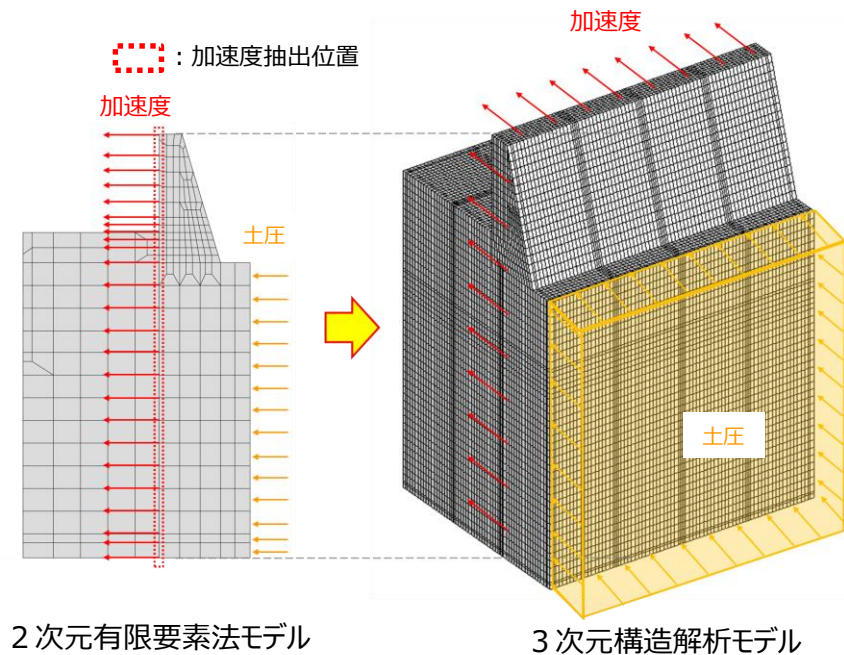 ：加速度抽出位置
加速度
加速度
土圧
土圧
２次元有限要素法モデル
３次元構造解析モデル